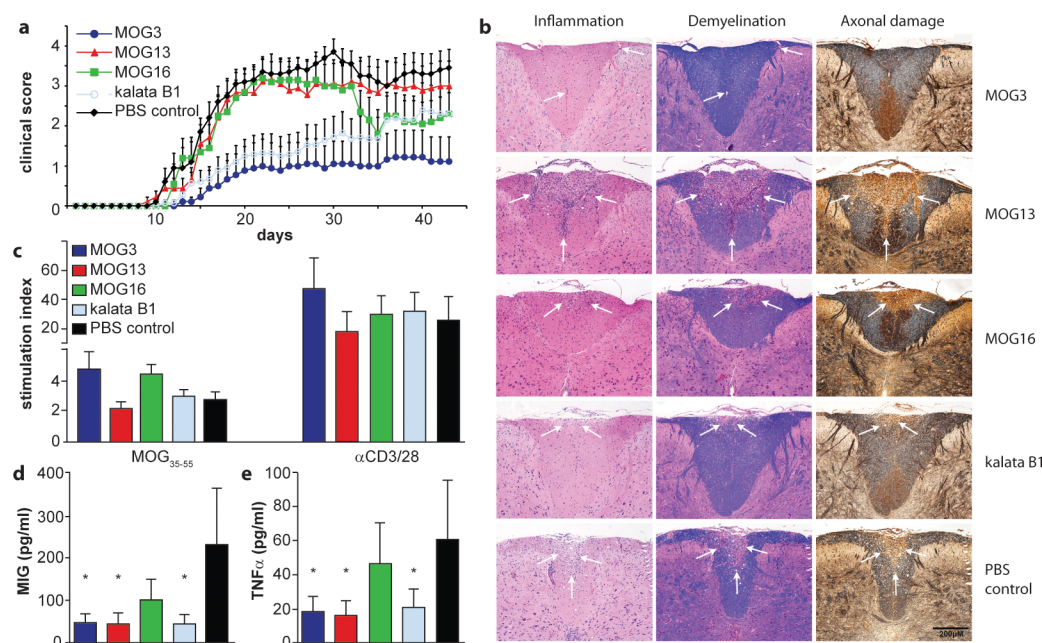 a
MOG3
MOG13
MOG16
kalata B1
PBS control
clinical score
4
3
2
1
0
0 10 20 30 40
days
b
Inflammation Demyelination Axonal damage
MOG3
MOG13
MOG16
kalata B1
PBS control
200µM
c
MOG3
MOG13
MOG16
kalata B1
PBS control
stimulation index
60
40
20
6
4
2
0
MOG35-55 αCD3/28
d
MIG (pg/ml)
400
300
200
100
0
* * *
e
TNFα (pg/ml)
100
80
60
40
20
0
* * *